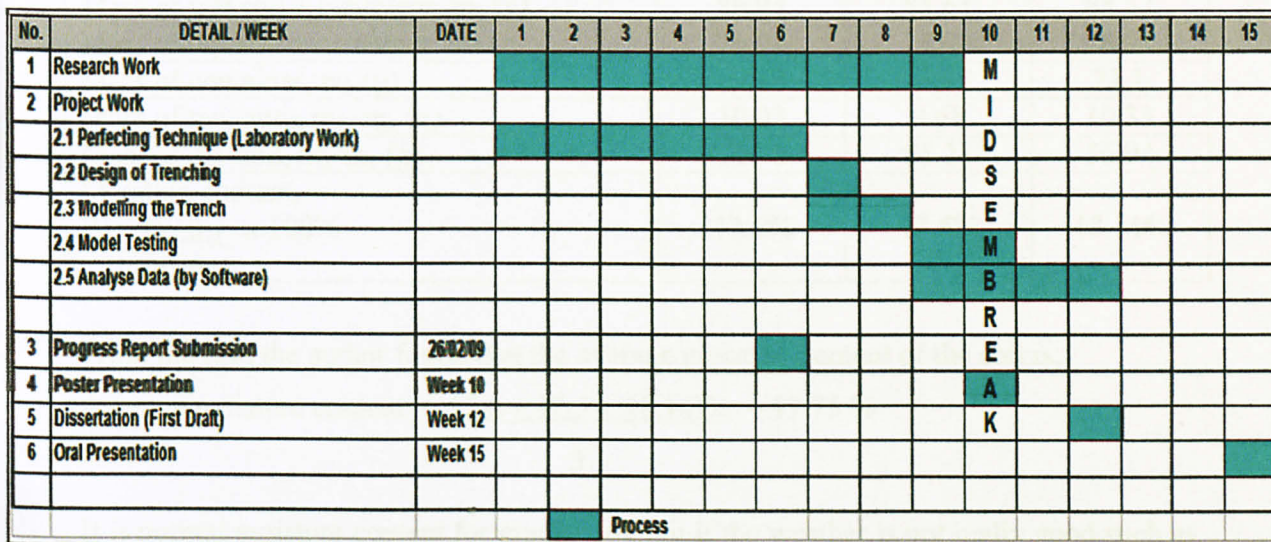 No. DETAIL / WEEK DATE 1 2 3 4 5 6 7 8 9 10 11 12 13 14 15
1 Research Work M
2 Project Work I
2.1 Perfecting Technique (Laboratory Work) D
2.2 Design of Trenching S
2.3 Modelling the Trench E
2.4 Model Testing M
2.5 Analyse Data (by Software) B
R
3 Progress Report Submission 26/02/09 E
4 Poster Presentation Week 10 A
5 Dissertation (First Draft) Week 12 K
6 Oral Presentation Week 15
Process